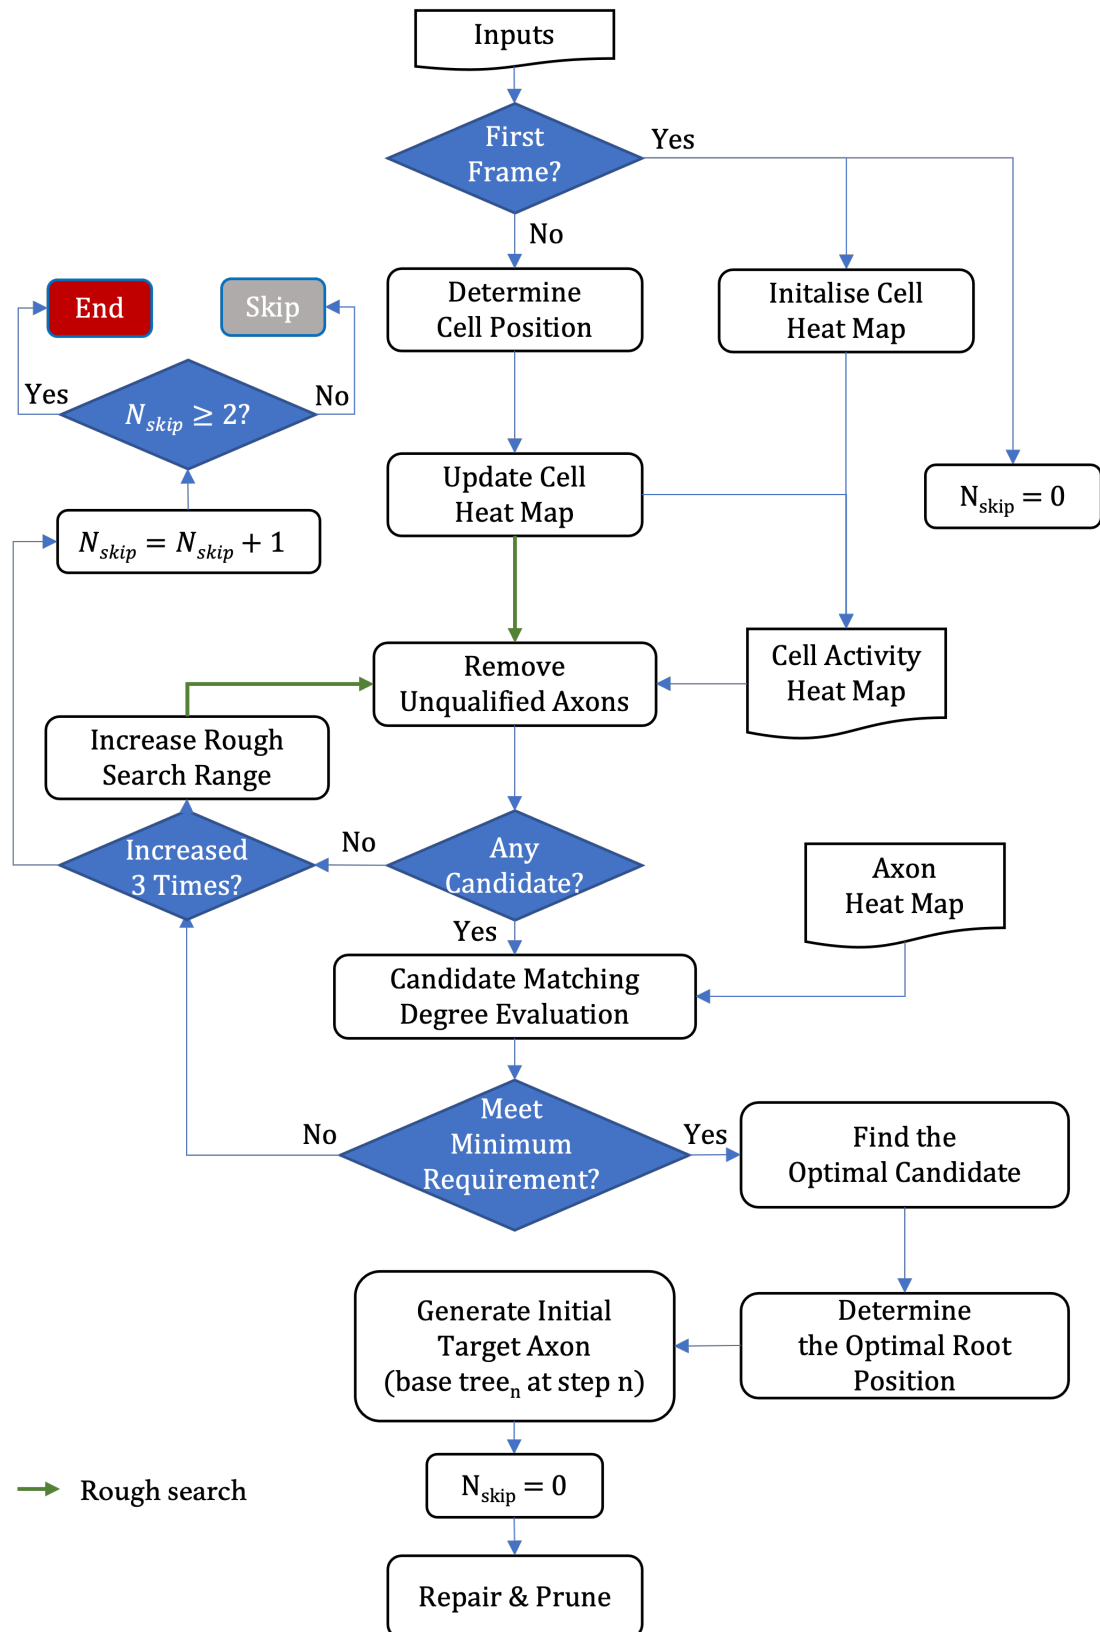 Inputs
First
Frame?
Yes
No
Determine
Cell Position
Initalise Cell
Heat Map
End
Skip
Yes
No
N_skip ≥ 2?
Update Cell
Heat Map
N_skip = 0
N_skip = N_skip + 1
Remove
Unqualified Axons
Cell Activity
Heat Map
Increase Rough
Search Range
Increased
3 Times?
No
Any
Candidate?
Axon
Heat Map
Yes
Candidate Matching
Degree Evaluation
Meet
Minimum
Requirement?
No
Yes
Find the
Optimal Candidate
Generate Initial
Target Axon
(base tree_n at step n)
Determine
the Optimal Root
Position
N_skip = 0
Rough search
Repair & Prune